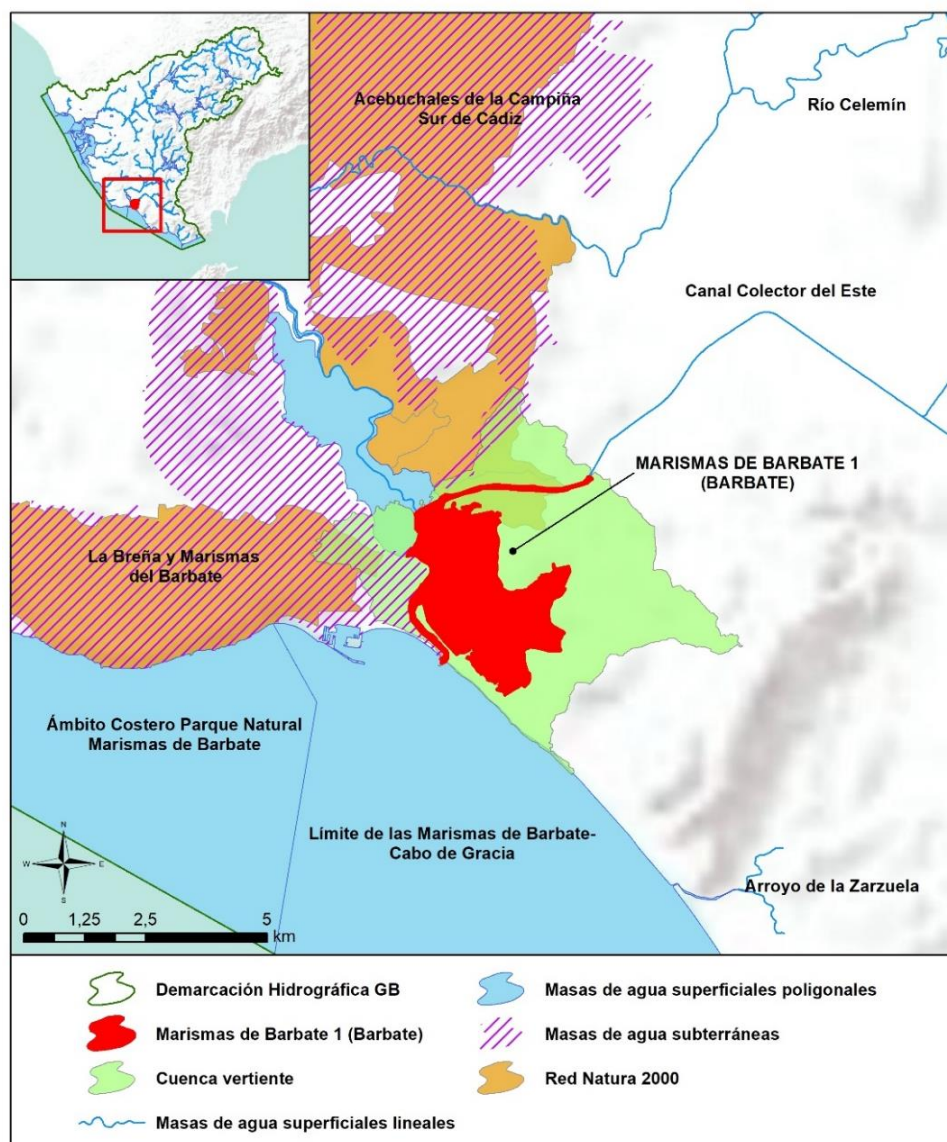 Acebuchales de la Campiña
Sur de Cádiz
Río Celemín
Canal Colector del Este
MARISMAS DE BARBATE 1
(BARBATE)
La Breña y Marismas
del Barbate
Ámbito Costero Parque Natural
Marismas de Barbate
Límite de las Marismas de Barbate-
Cabo de Gracia
Arroyo de la Zarzuela
N
W E
S
0 1,25 2,5 5
km
Demarcación Hidrográfica GB
Masas de agua superficiales poligonales
Marismas de Barbate 1 (Barbate)
Masas de agua subterráneas
Cuenca vertiente
Red Natura 2000
Masas de agua superficiales lineales